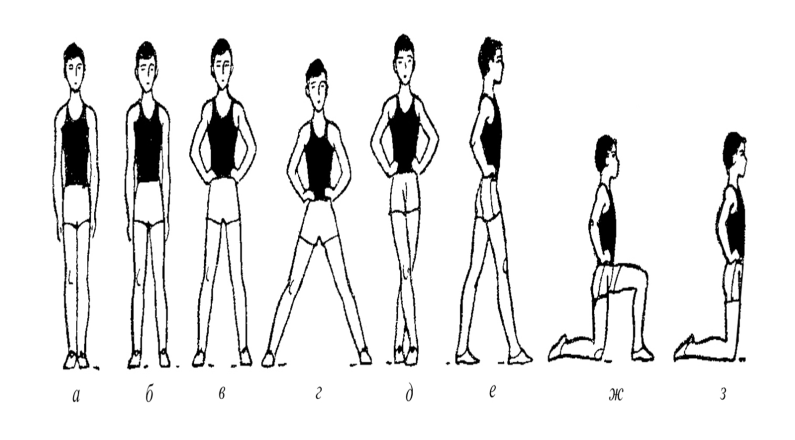 а б в г д е ж з